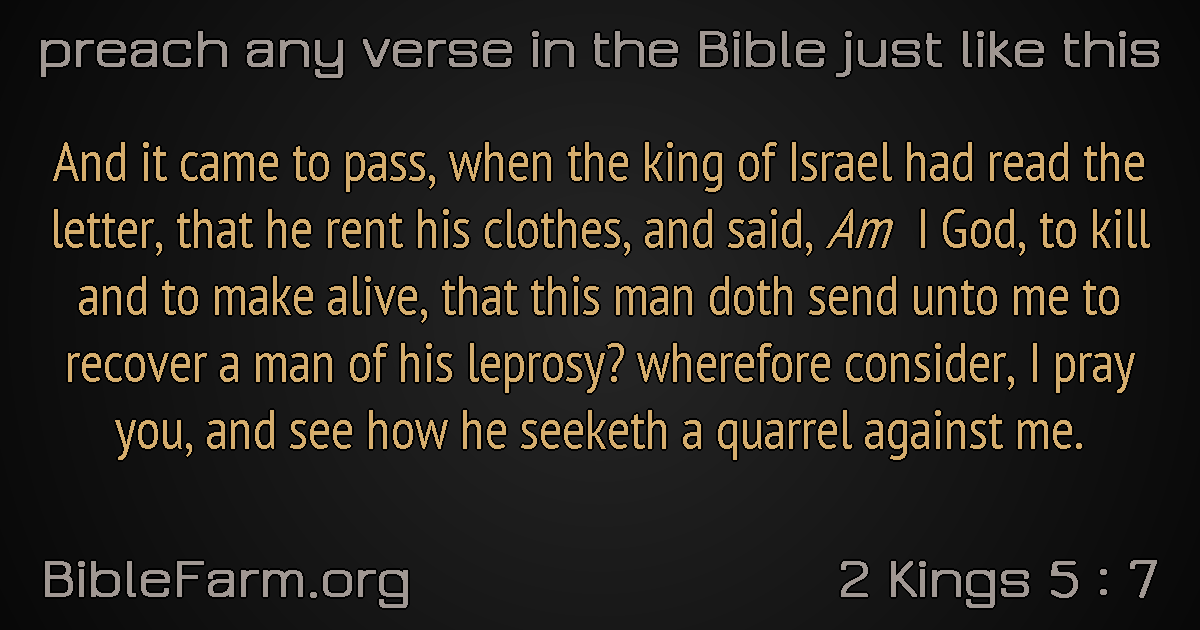 preach any verse in the Bible just like this
And it came to pass, when the king of Israel had read the
letter, that he rent his clothes, and said, Am I God, to kill
and to make alive, that this man doth send unto me to
recover a man of his leprosy? wherefore consider, I pray
you, and see how he seeketh a quarrel against me.
BibleFarm.org
2 Kings 5 : 7